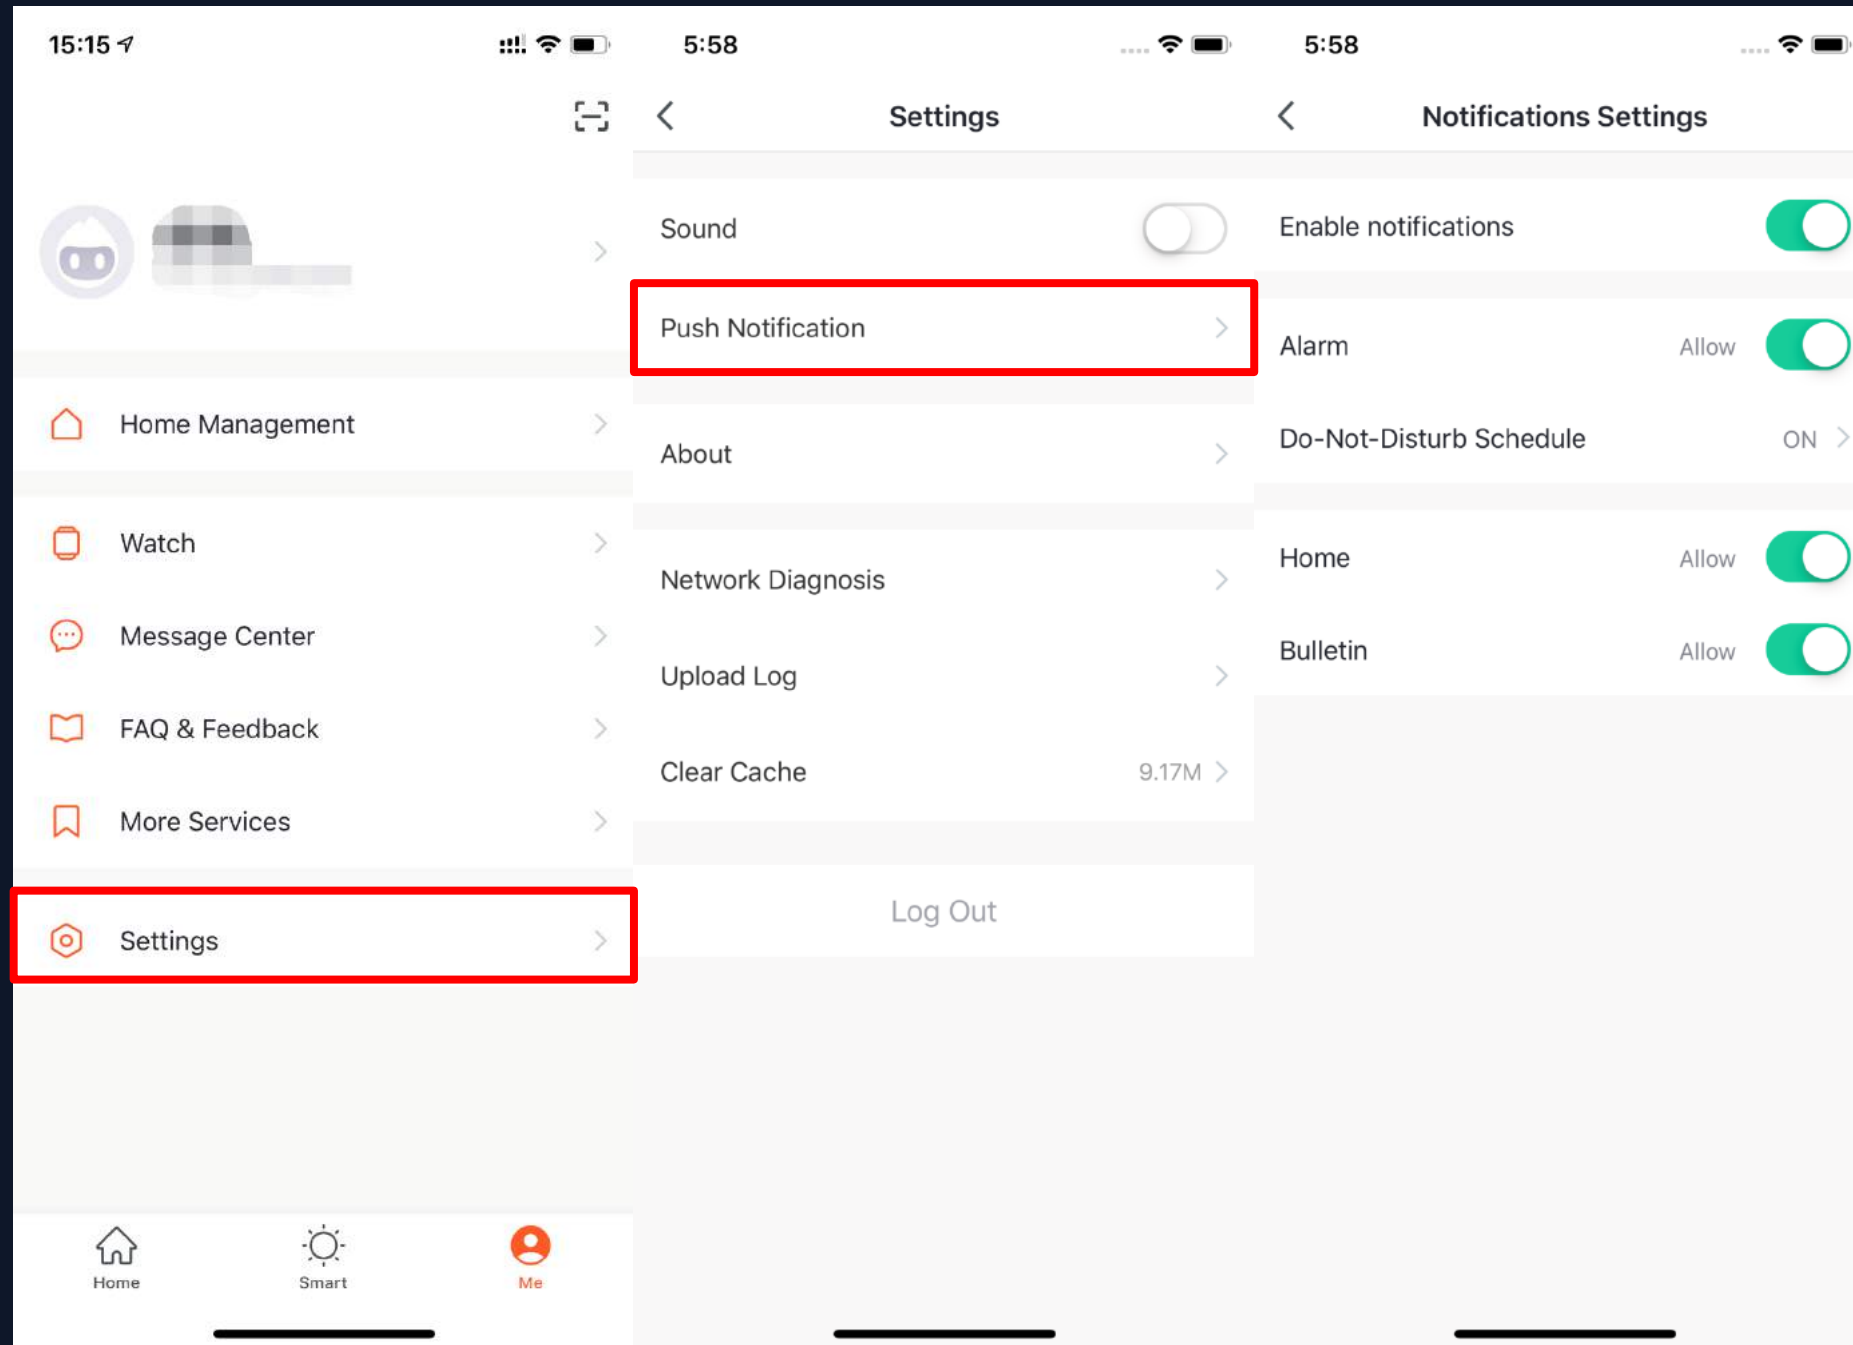 15:15
Home Management
Watch
Message Center
FAQ & Feedback
More Services
Settings
Home
Smart
Me
5:58
Settings
Sound
Push Notification
About
Network Diagnosis
Upload Log
Clear Cache 9.17M
Log Out
5:58
Notifications Settings
Enable notifications
Alarm Allow
Do-Not-Disturb Schedule ON
Home Allow
Bulletin Allow